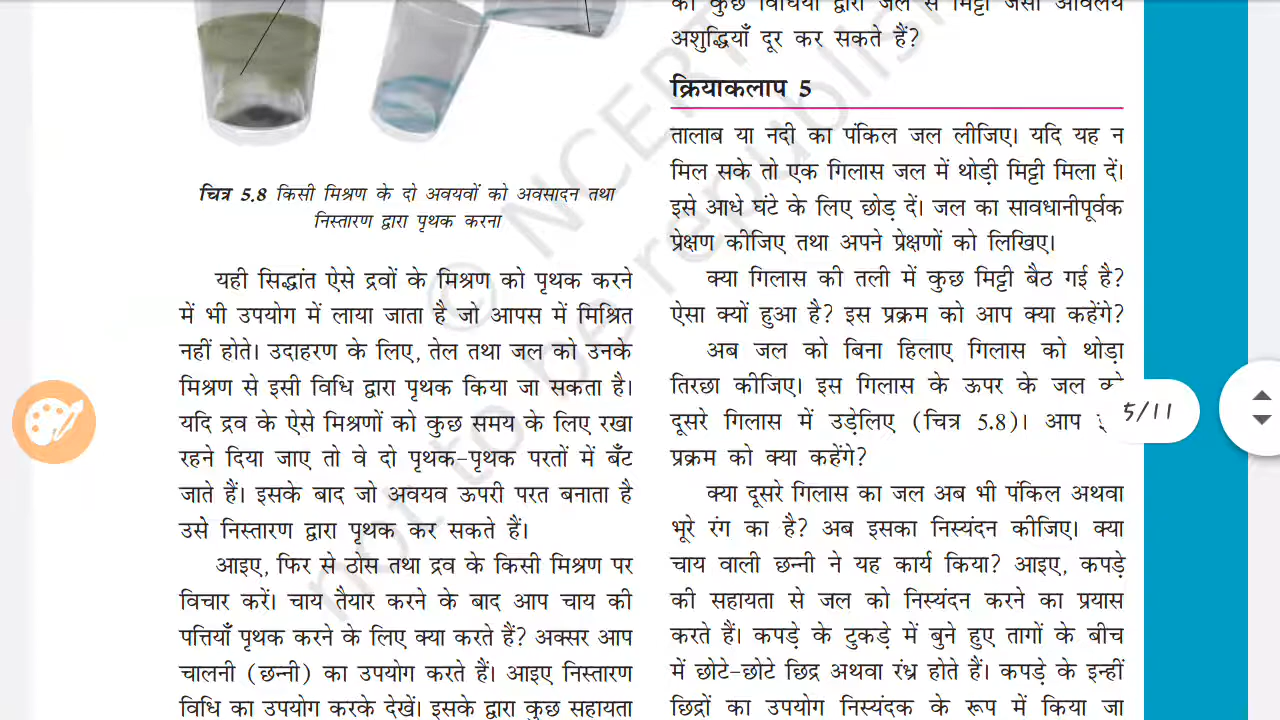 चित्र 5.8 किसी मिश्रण के दो अवयवों को अवसादन तथा
निस्तारण द्वारा पृथक करना
यही सिद्धांत ऐसे द्रवों के मिश्रण को पृथक करने
में भी उपयोग में लाया जाता है जो आपस में मिश्रित
नहीं होते। उदाहरण के लिए, तेल तथा जल को उनके
मिश्रण से इसी विधि द्वारा पृथक किया जा सकता है।
यदि द्रव के ऐसे मिश्रणों को कुछ समय के लिए रखा
रहने दिया जाए तो वे दो पृथक-पृथक परतों में बँट
जाते हैं। इसके बाद जो अवयव ऊपरी परत बनाता है
उसे निस्तारण द्वारा पृथक कर सकते हैं।
आइए, फिर से ठोस तथा द्रव के किसी मिश्रण पर
विचार करें। चाय तैयार करने के बाद आप चाय की
पत्तियाँ पृथक करने के लिए क्या करते हैं? अक्सर आप
चालनी (छन्नी) का उपयोग करते हैं। आइए निस्तारण
विधि का उपयोग करके देखें। इसके द्वारा कुछ सहायता
को कुछ विधियों द्वारा जल से मिट्टी जैसी अविलेय
अशुद्धियाँ दूर कर सकते हैं?
क्रियाकलाप 5
तालाब या नदी का पंकिल जल लीजिए। यदि यह न
मिल सके तो एक गिलास जल में थोड़ी मिट्टी मिला दें।
इसे आधे घंटे के लिए छोड़ दें। जल का सावधानीपूर्वक
प्रेक्षण कीजिए तथा अपने प्रेक्षणों को लिखिए।
क्या गिलास की तली में कुछ मिट्टी बैठ गई है?
ऐसा क्यों हुआ है? इस प्रक्रम को आप क्या कहेंगे?
अब जल को बिना हिलाए गिलास को थोड़ा
तिरछा कीजिए। इस गिलास के ऊपर के जल को
दूसरे गिलास में उड़ेलिए (चित्र 5.8)। आप
प्रक्रम को क्या कहेंगे?
क्या दूसरे गिलास का जल अब भी पंकिल अथवा
भूरे रंग का है? अब इसका निस्यंदन कीजिए। क्या
चाय वाली छन्नी ने यह कार्य किया? आइए, कपड़े
की सहायता से जल को निस्यंदन करने का प्रयास
करते हैं। कपड़े के टुकड़े में बुने हुए तागों के बीच
में छोटे-छोटे छिद्र अथवा रंध्र होते हैं। कपड़े के इन्हीं
छिद्रों का उपयोग निस्यंदक के रूप में किया जा
5/11
© NCERT
not to be republish